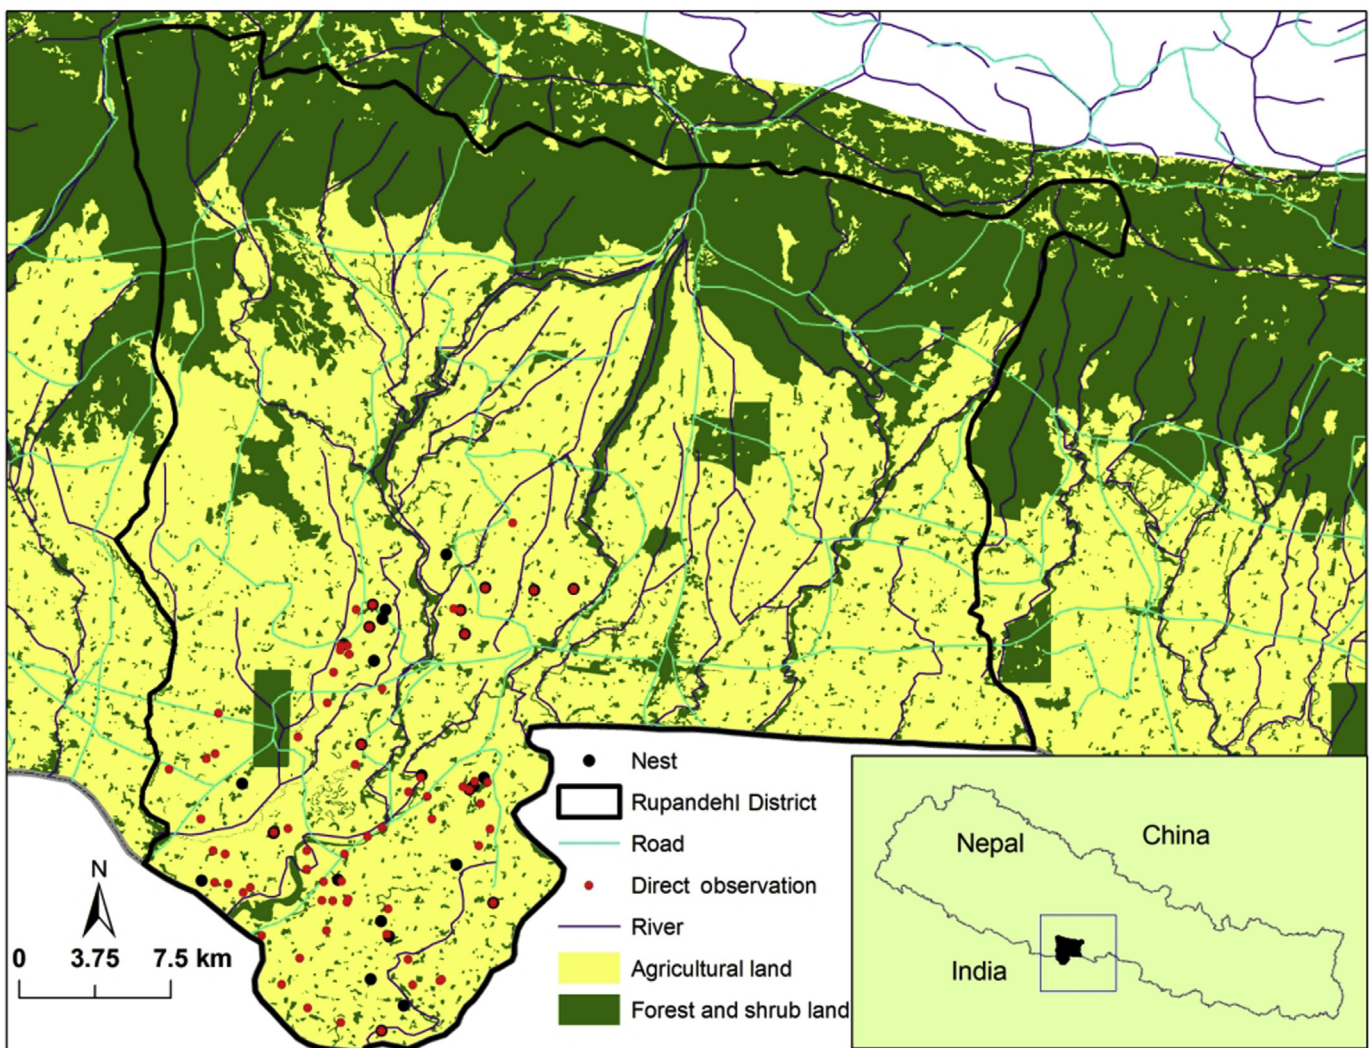 Nest
Rupandehl District
Road
Direct observation
River
Agricultural land
Forest and shrub land
N
0 3.75 7.5 km
Nepal
China
India